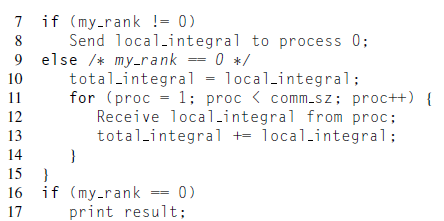 7 if (my_rank != 0)
8 Send local_integral to process 0;
9 else /* my_rank == 0 */
10 total_integral = local_integral;
11 for (proc = 1; proc < comm_sz; proc++) {
12 Receive local_integral from proc;
13 total_integral += local_integral;
14 }
15 }
16 if (my_rank == 0)
17 print result;